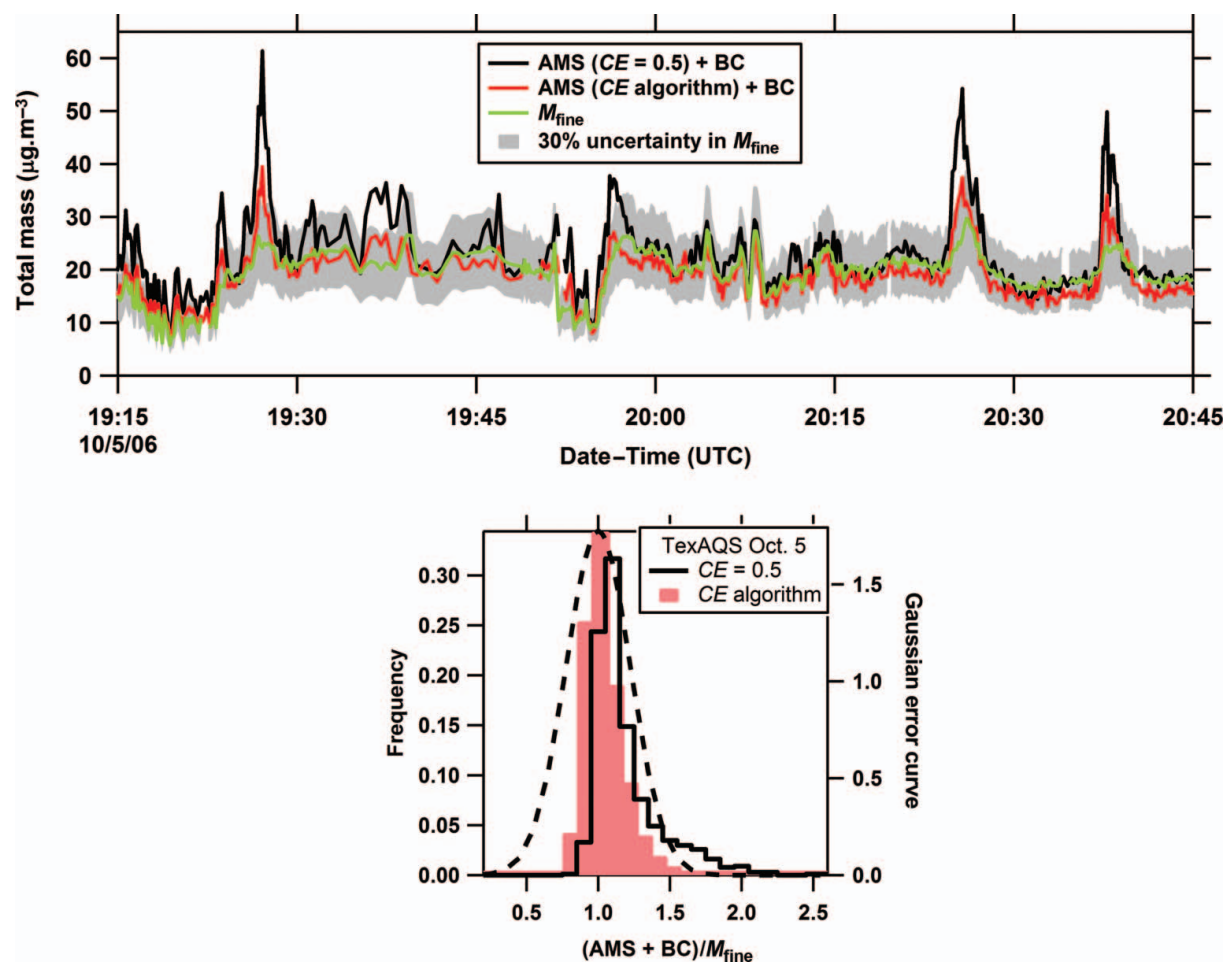 60
50
40
30
20
10
0
Total mass (µg.m⁻³)
AMS (CE = 0.5) + BC
AMS (CE algorithm) + BC
Mfine
30% uncertainty in Mfine
19:15 19:30 19:45 20:00 20:15 20:30 20:45
10/5/06
Date–Time (UTC)
0.30
0.25
0.20
0.15
0.10
0.05
0.00
Frequency
TexAQS Oct. 5
CE = 0.5
CE algorithm
1.5
1.0
0.5
0.0
Gaussian error curve
0.5 1.0 1.5 2.0 2.5
(AMS + BC)/Mfine